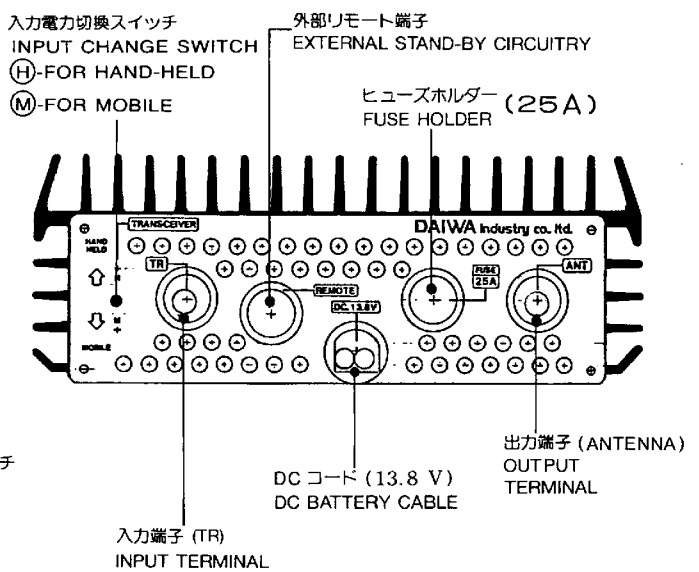 入力電力切換スイッチ
INPUT CHANGE SWITCH
Ⓗ-FOR HAND-HELD
Ⓜ-FOR MOBILE
外部リモート端子
EXTERNAL STAND-BY CIRCUITRY
ヒューズホルダー (25A)
FUSE HOLDER
TRANSCEIVER
DAIWA Industry co. ltd.
HAND
HELD
TR
REMOTE
FUSE
25A
ANT
DC. 13.8V
M
MOBILE
チ
DC コード (13.8 V)
DC BATTERY CABLE
出力端子 (ANTENNA)
OUTPUT
TERMINAL
入力端子 (TR)
INPUT TERMINAL